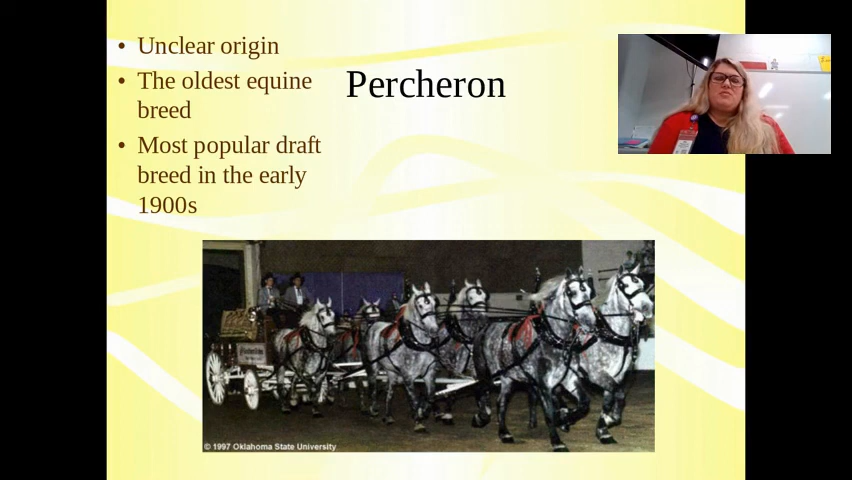 • Unclear origin
• The oldest equine
breed
• Most popular draft
breed in the early
1900s
Percheron
© 1997 Oklahoma State University